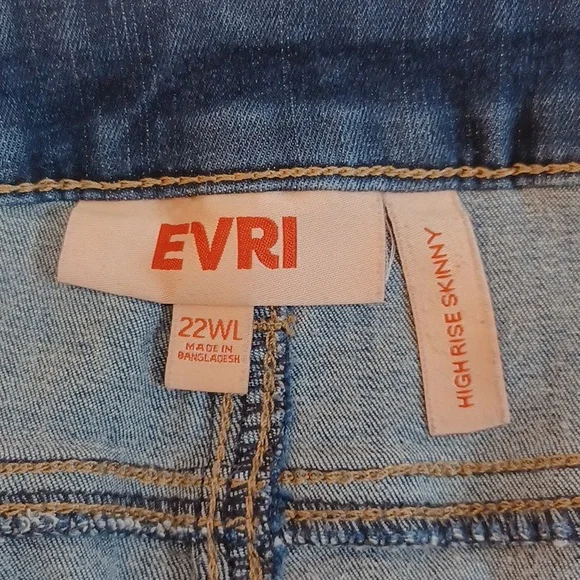 EVRI
22WL
MADE IN
BANGLADESH
HIGH RISE SKINNY